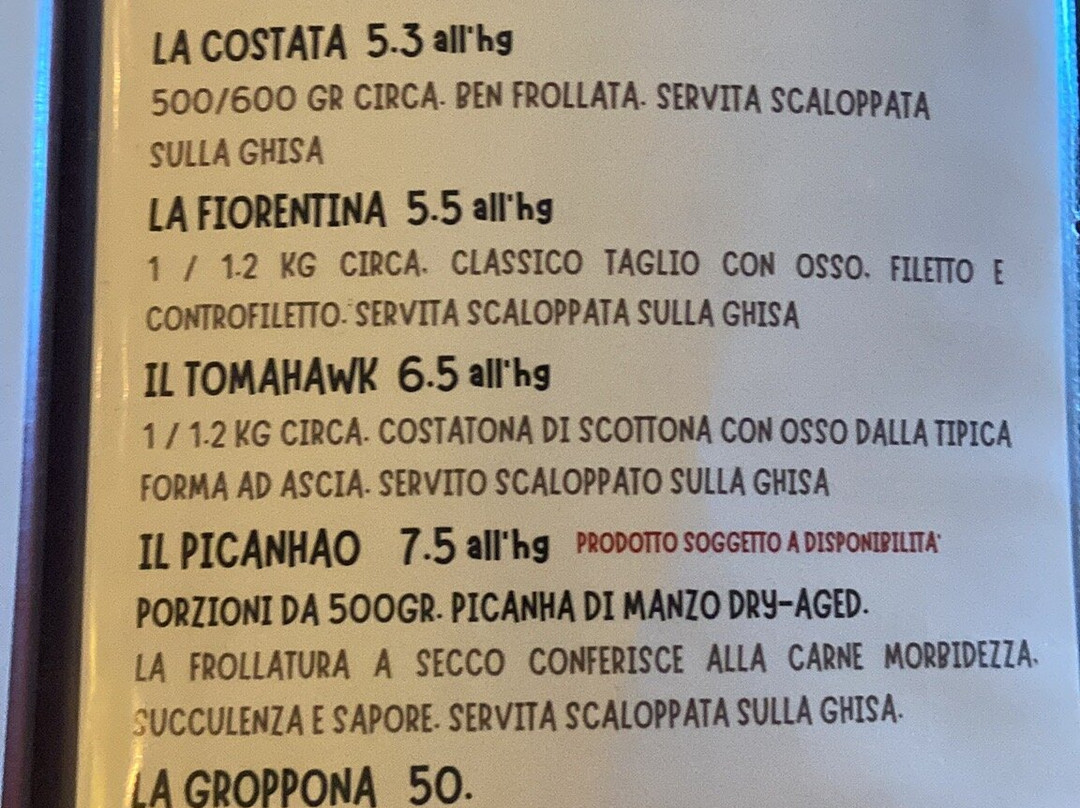 LA COSTATA 5.3 all'hg
500/600 GR CIRCA. BEN FROLLATA. SERVITA SCALOPPATA
SULLA GHISA
LA FIORENTINA 5.5 all'hg
1 / 1.2 KG CIRCA. CLASSICO TAGLIO CON OSSO. FILETTO E
CONTROFILETTO. SERVITA SCALOPPATA SULLA GHISA
IL TOMAHAWK 6.5 all'hg
1 / 1.2 KG CIRCA. COSTATONA DI SCOTTONA CON OSSO DALLA TIPICA
FORMA AD ASCIA. SERVITO SCALOPPATO SULLA GHISA
IL PICANHAO 7.5 all'hg PRODOTTO SOGGETTO A DISPONIBILITA'
PORZIONI DA 500GR. PICANHA DI MANZO DRY-AGED.
LA FROLLATURA A SECCO CONFERISCE ALLA CARNE MORBIDEZZA,
SUCCULENZA E SAPORE. SERVITA SCALOPPATA SULLA GHISA.
LA GROPPONA 50.